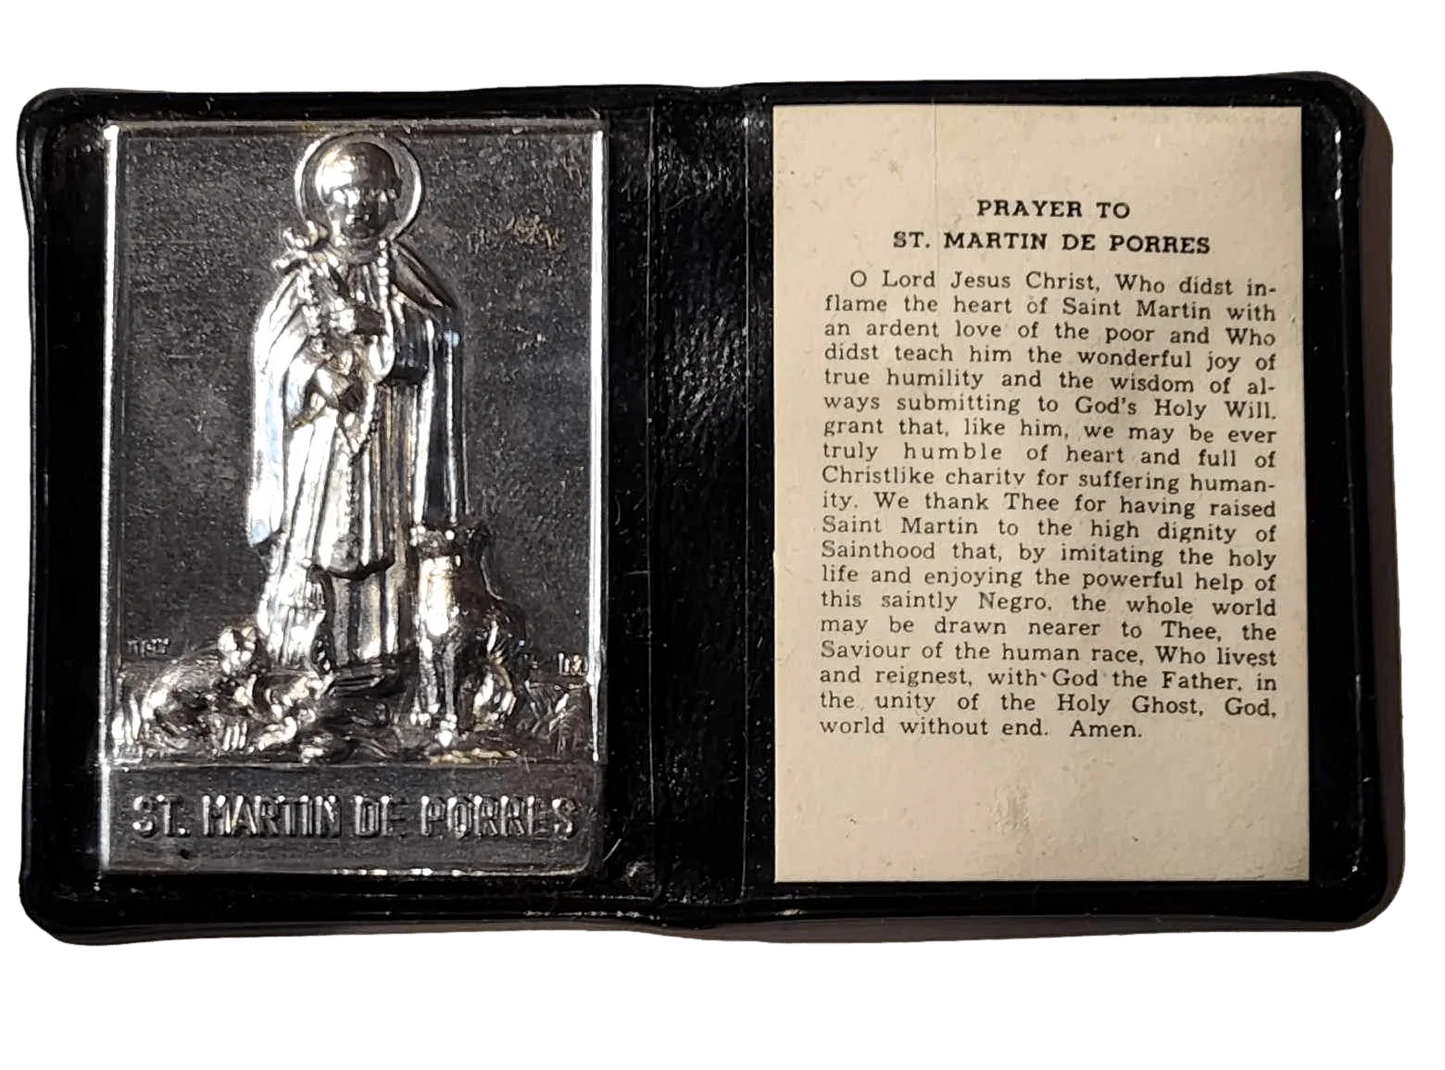 ST. MARTIN DE PORRES
ITALY
PRAYER TO
ST. MARTIN DE PORRES
O Lord Jesus Christ, Who didst in-
flame the heart of Saint Martin with
an ardent love of the poor and Who
didst teach him the wonderful joy of
true humility and the wisdom of al-
ways submitting to God's Holy Will.
grant that, like him, we may be ever
truly humble of heart and full of
Christlike charity for suffering human-
ity. We thank Thee for having raised
Saint Martin to the high dignity of
Sainthood that, by imitating the holy
life and enjoying the powerful help of
this saintly Negro, the whole world
may be drawn nearer to Thee, the
Saviour of the human race, Who livest
and reignest, with God the Father, in
the unity of the Holy Ghost, God,
world without end. Amen.